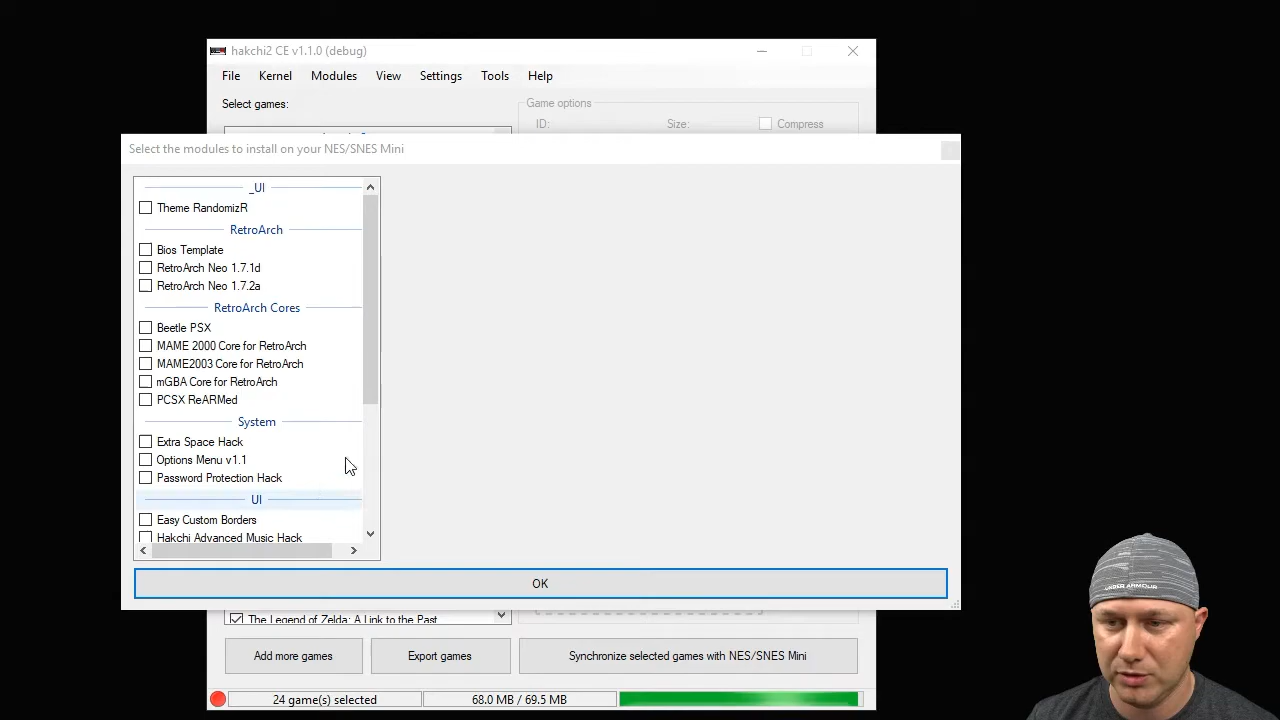 hakchi2 CE v1.1.0 (debug)
File Kernel Modules View Settings Tools Help
Select games:
Game options
ID: Size: Compress
Select the modules to install on your NES/SNES Mini
_UI
Theme RandomizR
RetroArch
Bios Template
RetroArch Neo 1.7.1d
RetroArch Neo 1.7.2a
RetroArch Cores
Beetle PSX
MAME 2000 Core for RetroArch
MAME2003 Core for RetroArch
mGBA Core for RetroArch
PCSX ReARMed
System
Extra Space Hack
Options Menu v1.1
Password Protection Hack
UI
Easy Custom Borders
Hakchi Advanced Music Hack
OK
The Legend of Zelda: A Link to the Past
Add more games Export games Synchronize selected games with NES/SNES Mini
24 game(s) selected 68.0 MB / 69.5 MB
UNDER ARMOUR